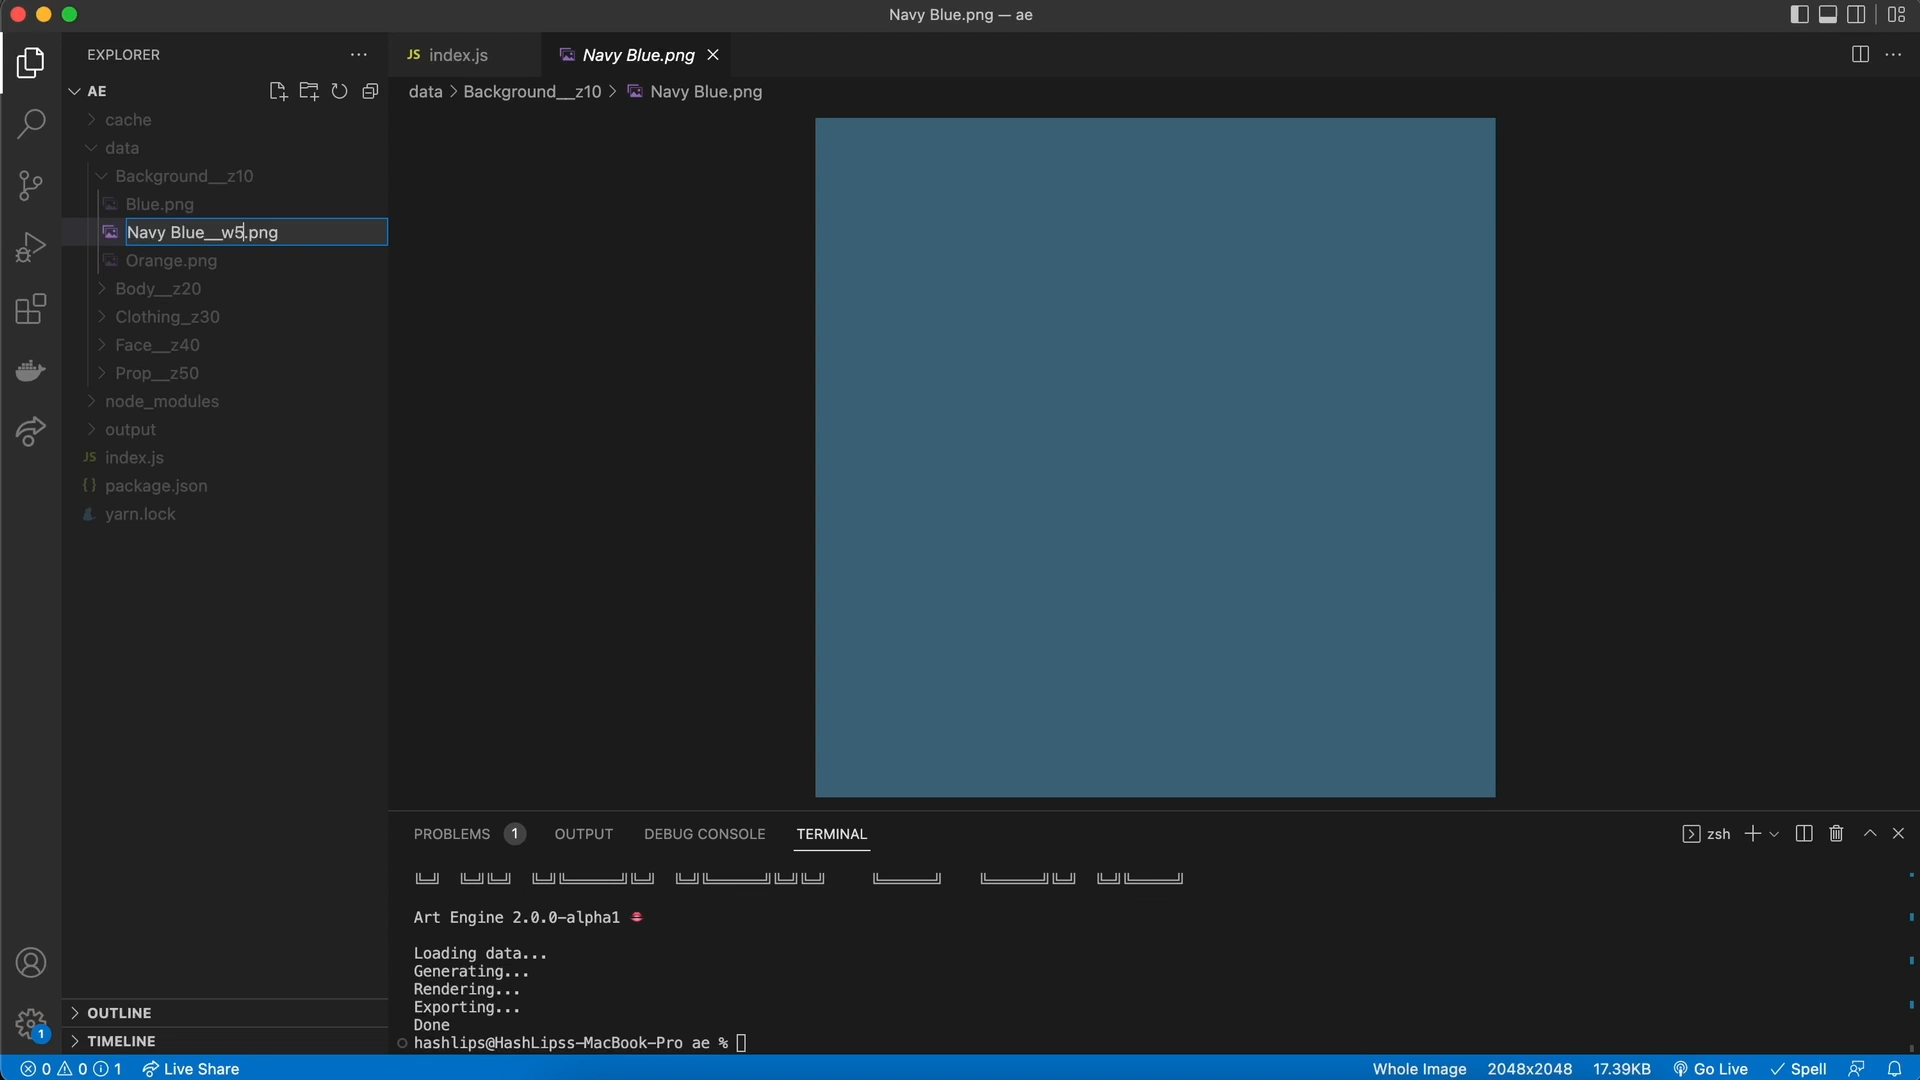 Navy Blue.png — ae
EXPLORER
AE
cache
data
Background__z10
Blue.png
Navy Blue__w5.png
Orange.png
Body__z20
Clothing_z30
Face__z40
Prop__z50
node_modules
output
JS index.js
{} package.json
yarn.lock
OUTLINE
TIMELINE
JS index.js
Navy Blue.png
data > Background__z10 > Navy Blue.png
PROBLEMS 1 OUTPUT DEBUG CONSOLE TERMINAL
zsh
Art Engine 2.0.0-alpha1
Loading data...
Generating...
Rendering...
Exporting...
Done
hashlips@HashLipss-MacBook-Pro ae %
1
0 0 1 Live Share
Whole Image 2048x2048 17.39KB Go Live Spell